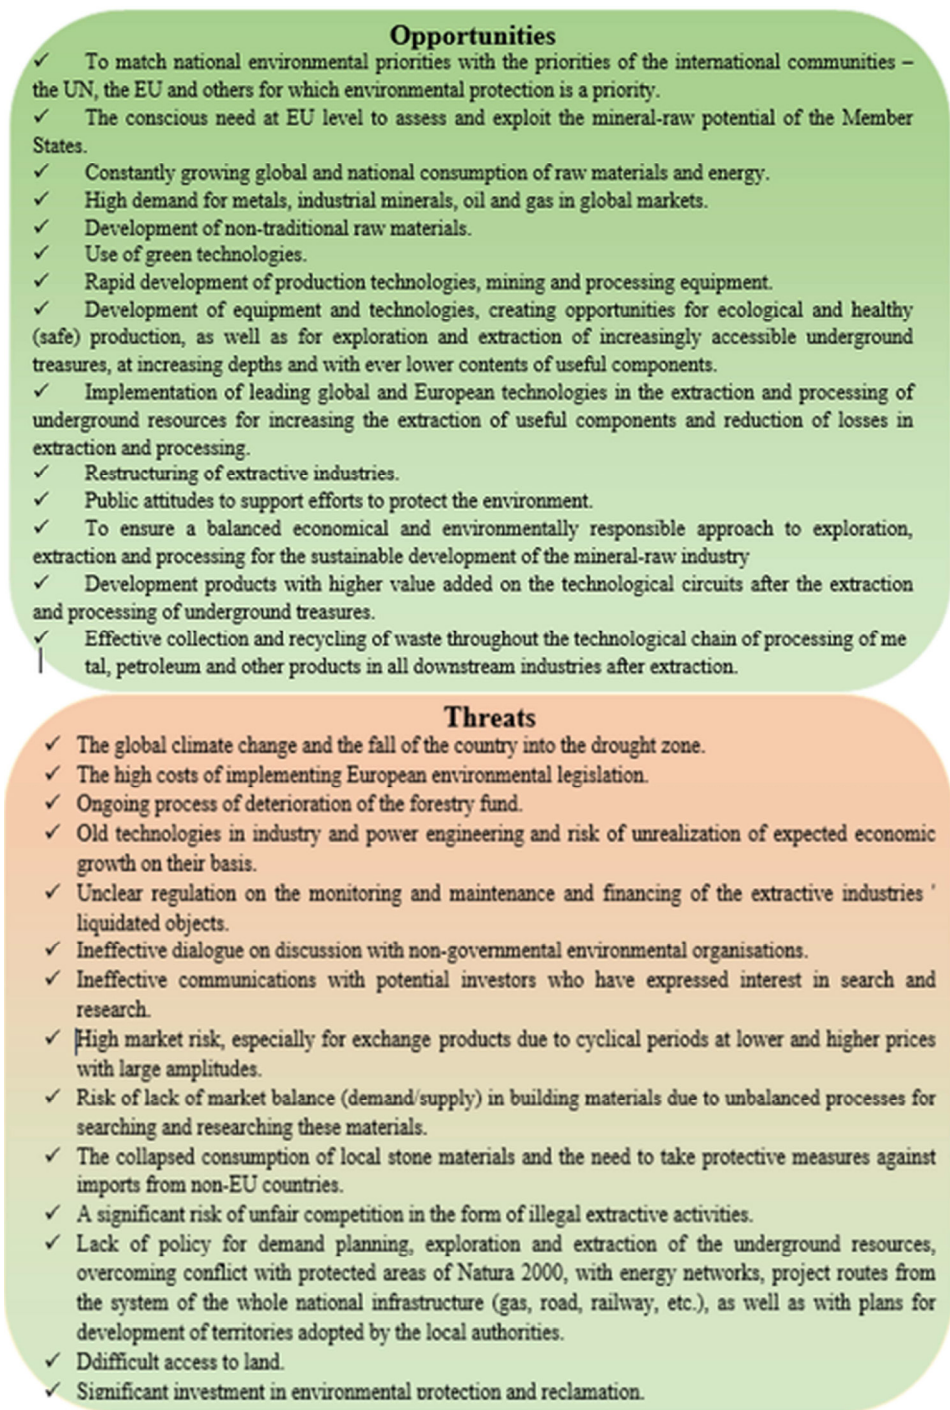 Opportunities
✓ To match national environmental priorities with the priorities of the international communities –
the UN, the EU and others for which environmental protection is a priority.
✓ The conscious need at EU level to assess and exploit the mineral-raw potential of the Member
States.
✓ Constantly growing global and national consumption of raw materials and energy.
✓ High demand for metals, industrial minerals, oil and gas in global markets.
✓ Development of non-traditional raw materials.
✓ Use of green technologies.
✓ Rapid development of production technologies, mining and processing equipment.
✓ Development of equipment and technologies, creating opportunities for ecological and healthy
(safe) production, as well as for exploration and extraction of increasingly accessible underground
treasures, at increasing depths and with ever lower contents of useful components.
✓ Implementation of leading global and European technologies in the extraction and processing of
underground resources for increasing the extraction of useful components and reduction of losses in
extraction and processing.
✓ Restructuring of extractive industries.
✓ Public attitudes to support efforts to protect the environment.
✓ To ensure a balanced economical and environmentally responsible approach to exploration,
extraction and processing for the sustainable development of the mineral-raw industry
✓ Development products with higher value added on the technological circuits after the extraction
and processing of underground treasures.
✓ Effective collection and recycling of waste throughout the technological chain of processing of me
tal, petroleum and other products in all downstream industries after extraction.
Threats
✓ The global climate change and the fall of the country into the drought zone.
✓ The high costs of implementing European environmental legislation.
✓ Ongoing process of deterioration of the forestry fund.
✓ Old technologies in industry and power engineering and risk of unrealization of expected economic
growth on their basis.
✓ Unclear regulation on the monitoring and maintenance and financing of the extractive industries '
liquidated objects.
✓ Ineffective dialogue on discussion with non-governmental environmental organisations.
✓ Ineffective communications with potential investors who have expressed interest in search and
research.
✓ High market risk, especially for exchange products due to cyclical periods at lower and higher prices
with large amplitudes.
✓ Risk of lack of market balance (demand/supply) in building materials due to unbalanced processes for
searching and researching these materials.
✓ The collapsed consumption of local stone materials and the need to take protective measures against
imports from non-EU countries.
✓ A significant risk of unfair competition in the form of illegal extractive activities.
✓ Lack of policy for demand planning, exploration and extraction of the underground resources,
overcoming conflict with protected areas of Natura 2000, with energy networks, project routes from
the system of the whole national infrastructure (gas, road, railway, etc.), as well as with plans for
development of territories adopted by the local authorities.
✓ Ddifficult access to land.
✓ Significant investment in environmental protection and reclamation.